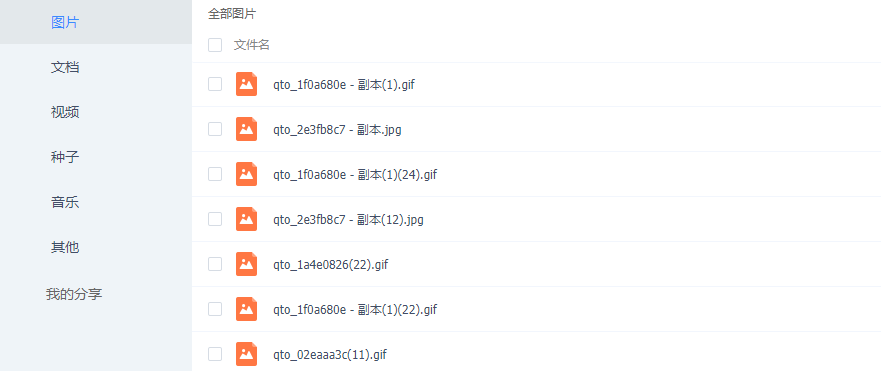 图片
文档
视频
种子
音乐
其他
我的分享
全部图片
文件名
qto_1f0a680e - 副本(1).gif
qto_2e3fb8c7 - 副本.jpg
qto_1f0a680e - 副本(1)(24).gif
qto_2e3fb8c7 - 副本(12).jpg
qto_1a4e0826(22).gif
qto_1f0a680e - 副本(1)(22).gif
qto_02eaaa3c(11).gif